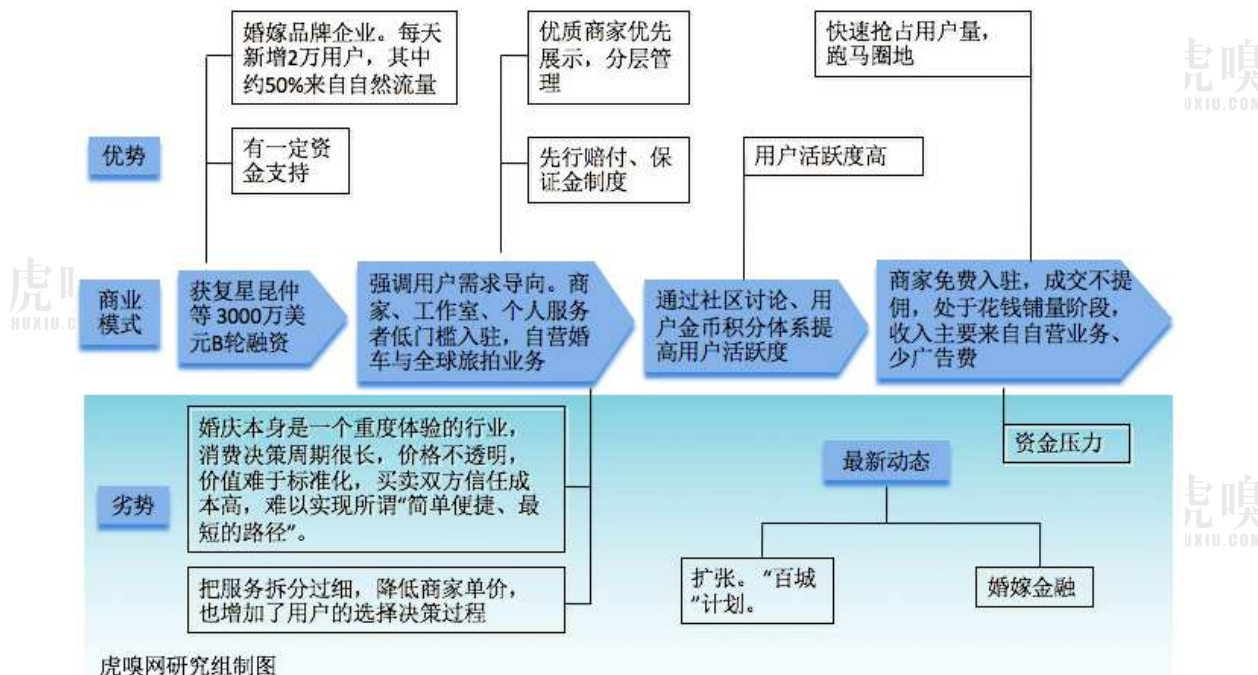 婚嫁品牌企业。每天
新增2万用户，其中
约50%来自自然流量
优质商家优先
展示，分层管
理
快速抢占用户量，
跑马圈地
优势
有一定资
金支持
先行赔付、保
证金制度
用户活跃度高
商业
模式
获复星昆仲
等 3000万美
元B轮融资
强调用户需求导向。商
家、工作室、个人服务
者低门槛入驻，自营婚
车与全球旅拍业务
通过社区讨论、用
户金币积分体系提
高用户活跃度
商家免费入驻，成交不提
佣，处于花钱铺量阶段，
收入主要来自自营业务、
少广告费
劣势
婚庆本身是一个重度体验的行业，
消费决策周期很长，价格不透明，
价值难于标准化，买卖双方信任成
本高，难以实现所谓“简单便捷、最
短的路径”。
把服务拆分过细，降低商家单价，
也增加了用户的选择决策过程
资金压力
最新动态
扩张。“百城
”计划。
婚嫁金融
虎嗅网研究组制图
虎嗅
HUXIU.COM